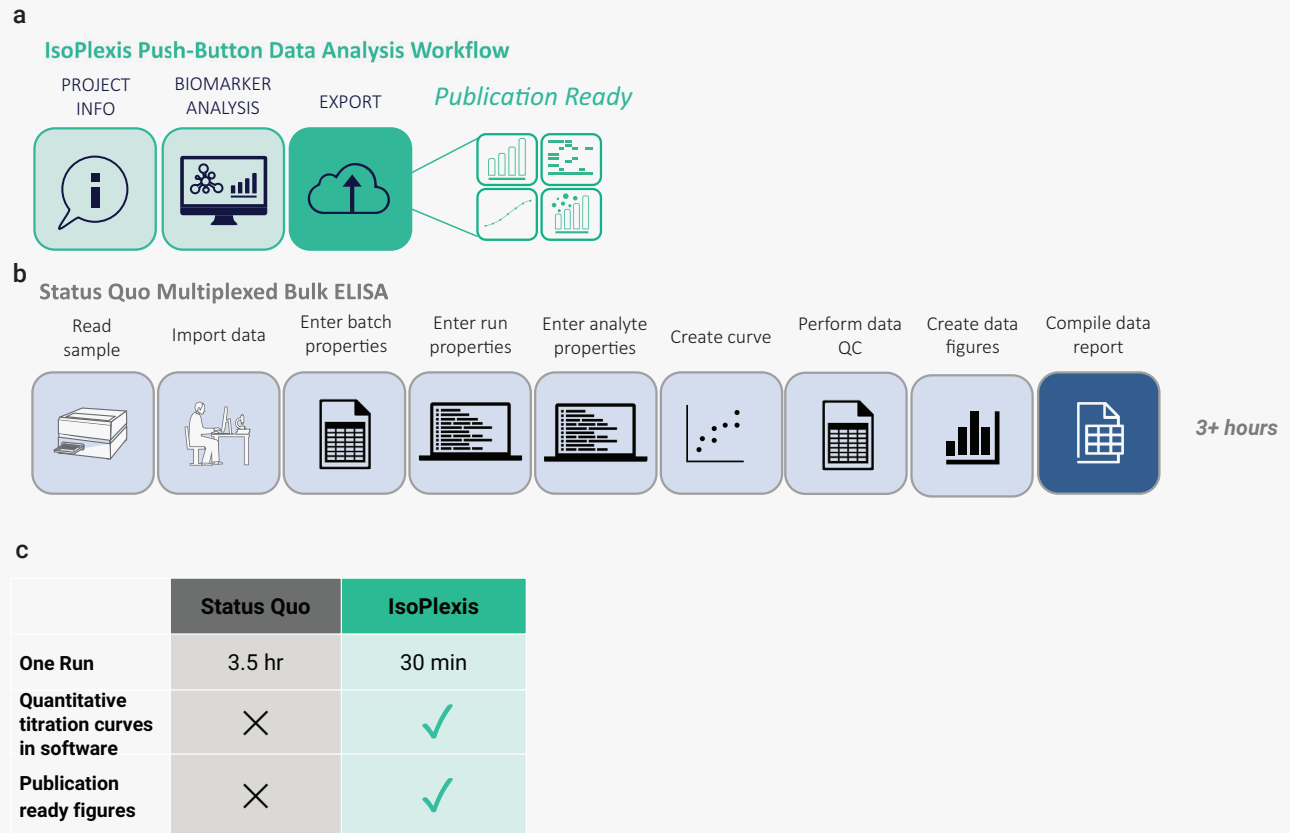 a
IsoPlexis Push-Button Data Analysis Workflow
PROJECT
INFO
BIOMARKER
ANALYSIS
EXPORT
Publication Ready
b
Status Quo Multiplexed Bulk ELISA
Read
sample
Import data
Enter batch
properties
Enter run
properties
Enter analyte
properties
Create curve
Perform data
QC
Create data
figures
Compile data
report
3+ hours
c
Status Quo
IsoPlexis
One Run
3.5 hr
30 min
Quantitative
titration curves
in software
Publication
ready figures